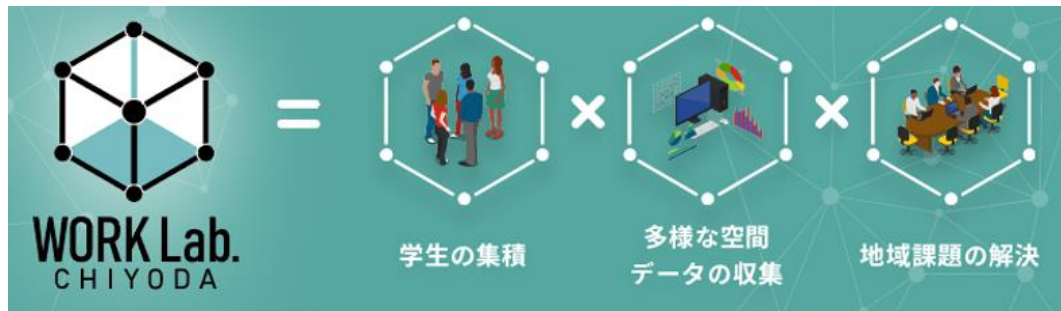 WORK Lab.
CHIYODA
=
学生の集積
×
多様な空間
データの収集
×
地域課題の解決